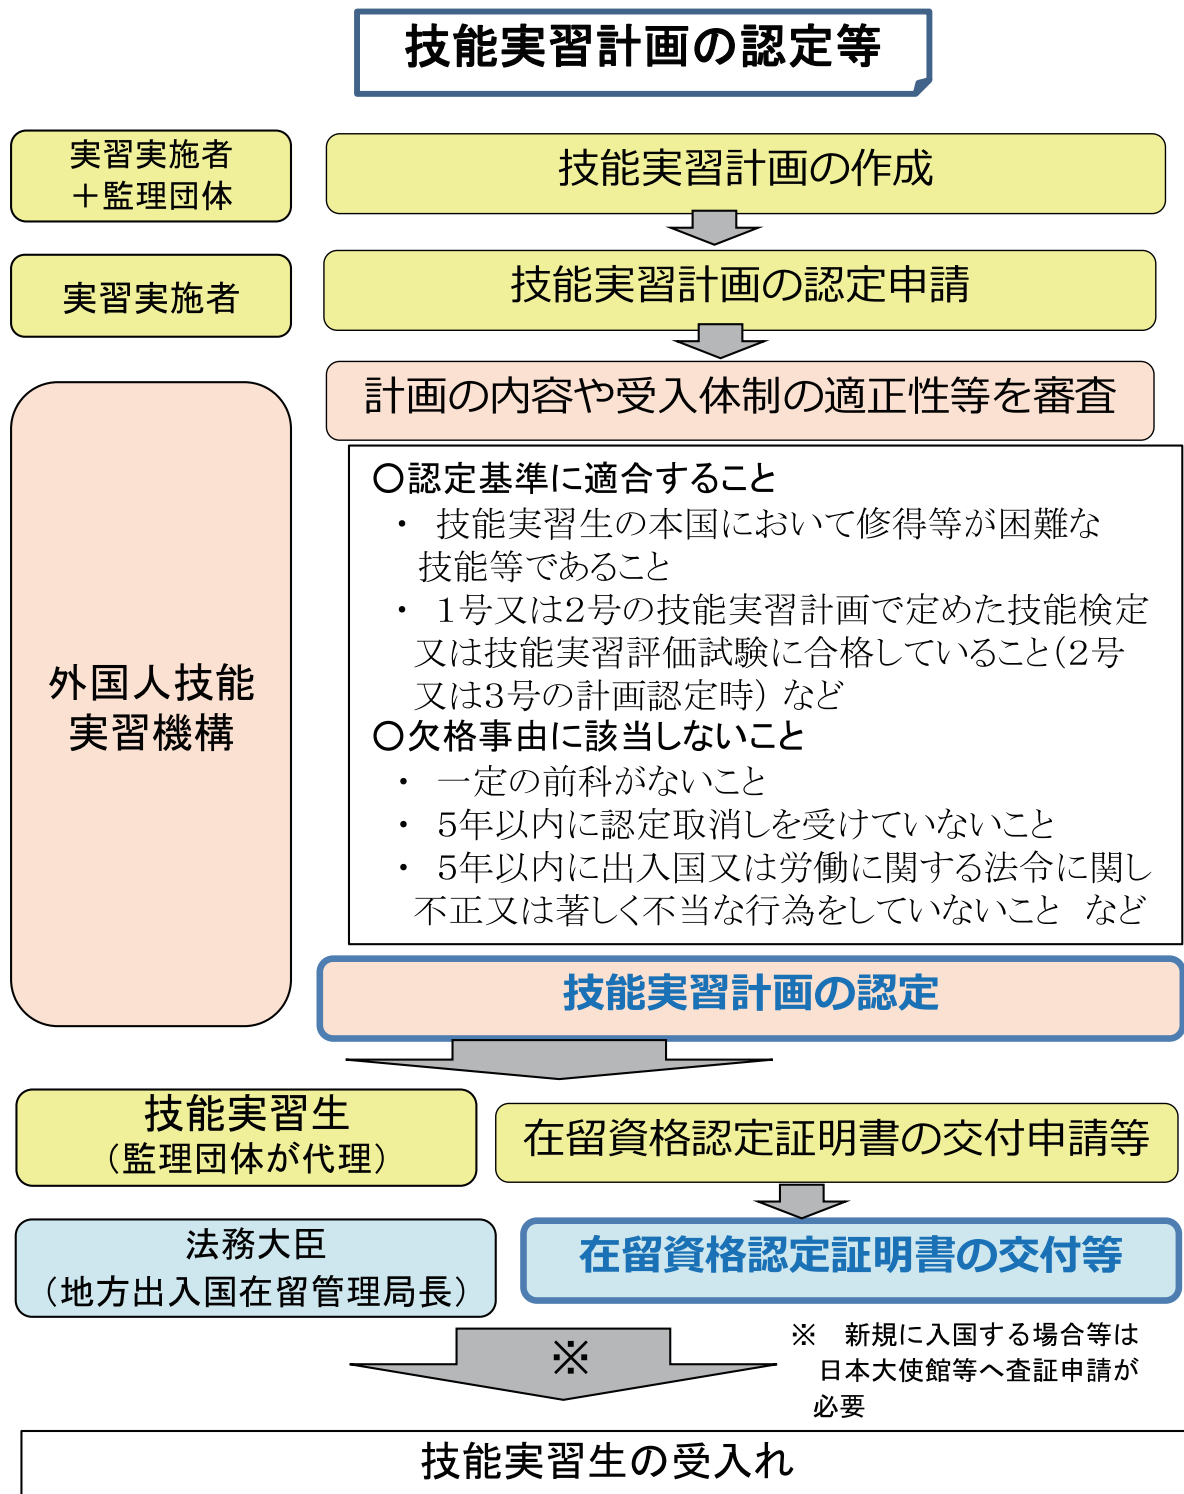 技能実習計画の認定等
実習実施者
＋監理団体
技能実習計画の作成
実習実施者
技能実習計画の認定申請
外国人技能
実習機構
計画の内容や受入体制の適正性等を審査
○認定基準に適合すること
・ 技能実習生の本国において修得等が困難な
技能等であること
・ １号又は２号の技能実習計画で定めた技能検定
又は技能実習評価試験に合格していること（２号
又は３号の計画認定時） など
○欠格事由に該当しないこと
・ 一定の前科がないこと
・ ５年以内に認定取消しを受けていないこと
・ ５年以内に出入国又は労働に関する法令に関し
不正又は著しく不当な行為をしていないこと　など
技能実習計画の認定
技能実習生
（監理団体が代理）
在留資格認定証明書の交付申請等
法務大臣
（地方出入国在留管理局長）
在留資格認定証明書の交付等
※
※　新規に入国する場合等は
日本大使館等へ査証申請が
必要
技能実習生の受入れ